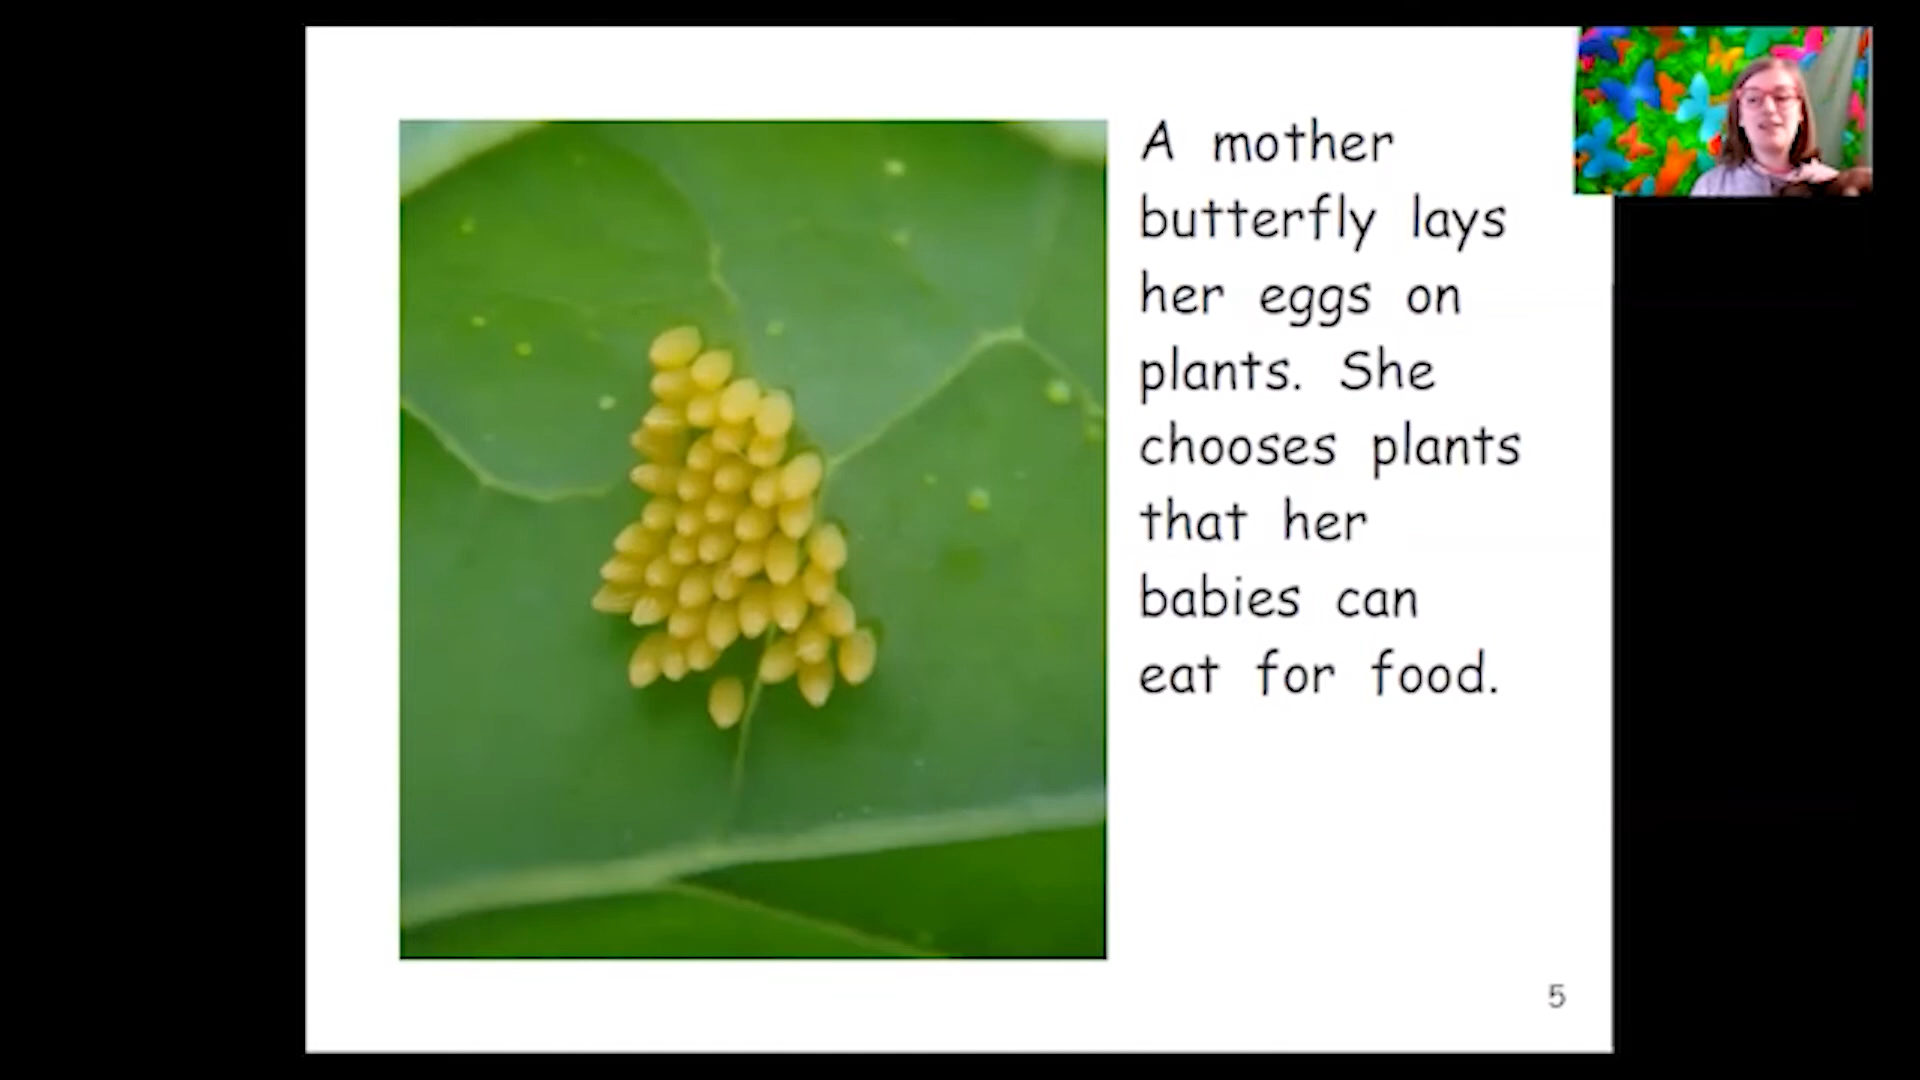 A mother
butterfly lays
her eggs on
plants. She
chooses plants
that her
babies can
eat for food.
5